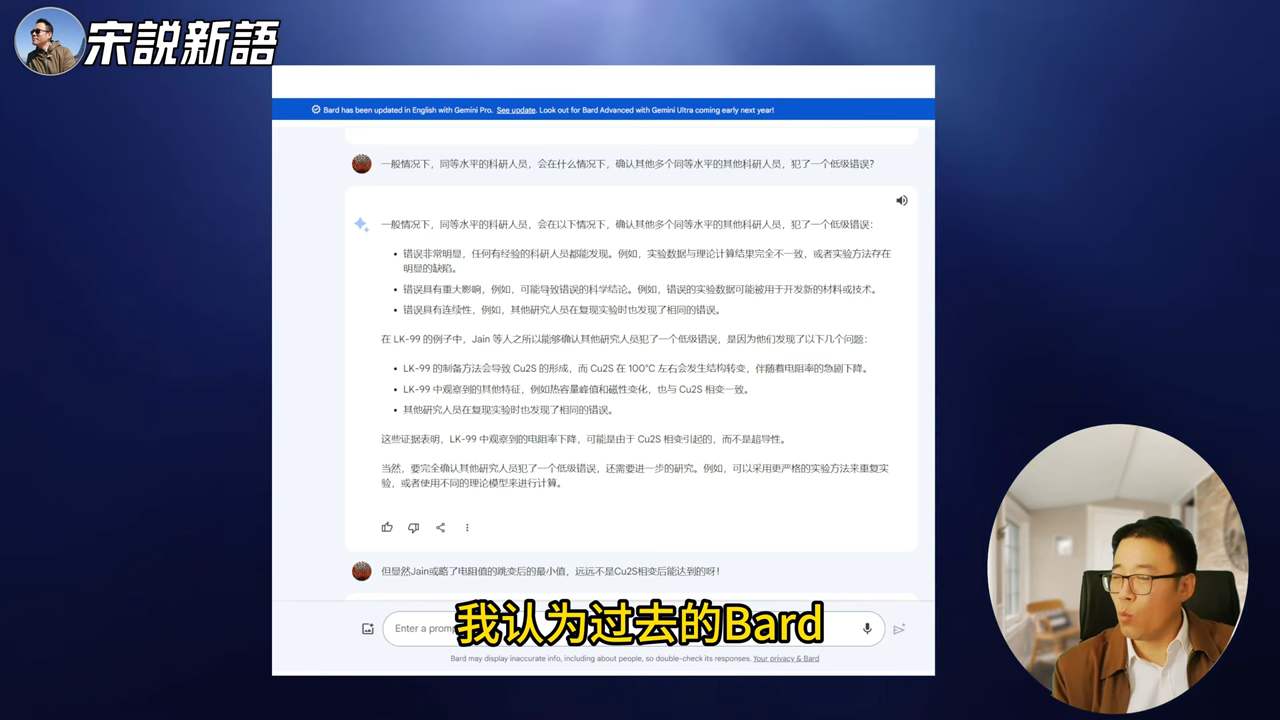 宋説新語
Bard has been updated in English with Gemini Pro. See update. Look out for Bard Advanced with Gemini Ultra coming early next year!
一般情况下，同等水平的科研人员，会在什么情况下，确认其他多个同等水平的其他科研人员，犯了一个低级错误？
一般情况下，同等水平的科研人员，会在以下情况下，确认其他多个同等水平的其他科研人员，犯了一个低级错误：
• 错误非常明显，任何有经验的科研人员都能发现。例如，实验数据与理论计算结果完全不一致，或者实验方法存在
明显的缺陷。
• 错误具有重大影响，例如，可能导致错误的科学结论。例如，错误的实验数据可能被用于开发新的材料或技术。
• 错误具有连续性，例如，其他研究人员在复现实验时也发现了相同的错误。
在 LK-99 的例子中，Jain 等人之所以能够确认其他研究人员犯了一个低级错误，是因为他们发现了以下几个问题：
• LK-99 的制备方法会导致 Cu2S 的形成，而 Cu2S 在 100°C 左右会发生结构转变，伴随着电阻率的急剧下降。
• LK-99 中观察到的其他特征，例如热容量峰值和磁性变化，也与 Cu2S 相变一致。
• 其他研究人员在复现实验时也发现了相同的错误。
这些证据表明，LK-99 中观察到的电阻率下降，可能是由于 Cu2S 相变引起的，而不是超导性。
当然，要完全确认其他研究人员犯了一个低级错误，还需要进一步的研究。例如，可以采用更严格的实验方法来重复实
验，或者使用不同的理论模型来进行计算。
但显然Jain或略了电阻值的跳变后的最小值，远远不是Cu2S相变后能达到的呀！
Enter a promp
我认为过去的Bard
Bard may display inaccurate info, including about people, so double-check its responses. Your privacy & Bard